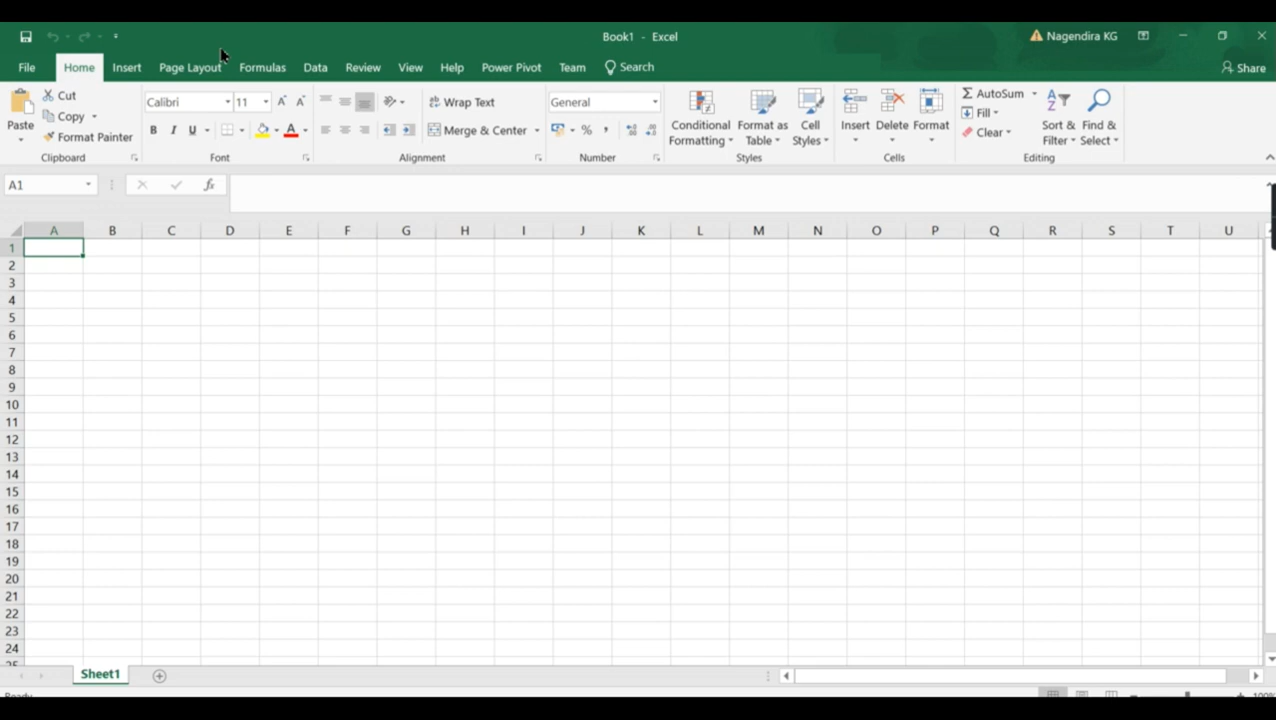 Book1 - Excel
Nagendira KG
File Home Insert Page Layout Formulas Data Review View Help Power Pivot Team Search Share
Paste
Cut
Copy
Format Painter
Clipboard
Calibri 11 A A
B I U A
Font
Wrap Text
Merge & Center
Alignment
General
% ,
Number
Conditional Formatting
Format as Table
Cell Styles
Styles
Insert Delete Format
Cells
Σ AutoSum
Fill
Clear
Sort & Filter
Find & Select
Editing
A1 fx
A B C D E F G H I J K L M N O P Q R S T U
1
2
3
4
5
6
7
8
9
10
11
12
13
14
15
16
17
18
19
20
21
22
23
24
25
Sheet1
Ready 100%